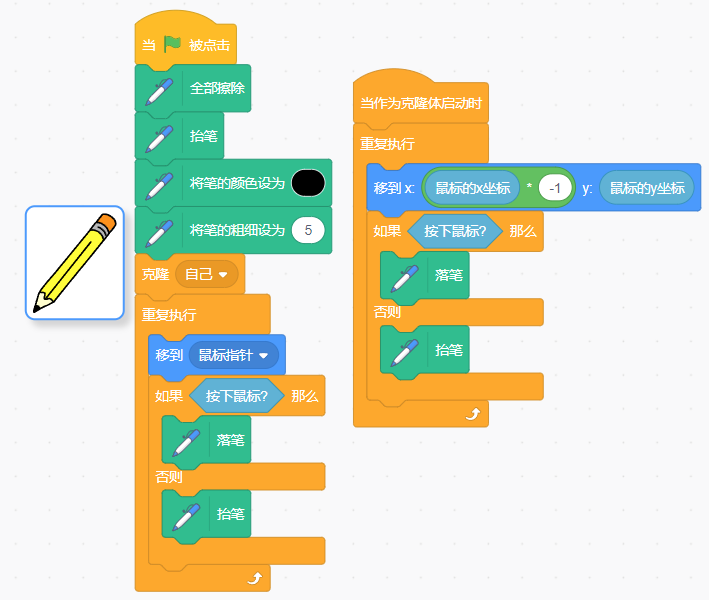 当 被点击
全部擦除
抬笔
将笔的颜色设为
将笔的粗细设为 5
克隆 自己
重复执行
移到 鼠标指针
如果 按下鼠标? 那么
落笔
否则
抬笔
当作为克隆体启动时
重复执行
移到 x: 鼠标的x坐标 * -1 y: 鼠标的y坐标
如果 按下鼠标? 那么
落笔
否则
抬笔